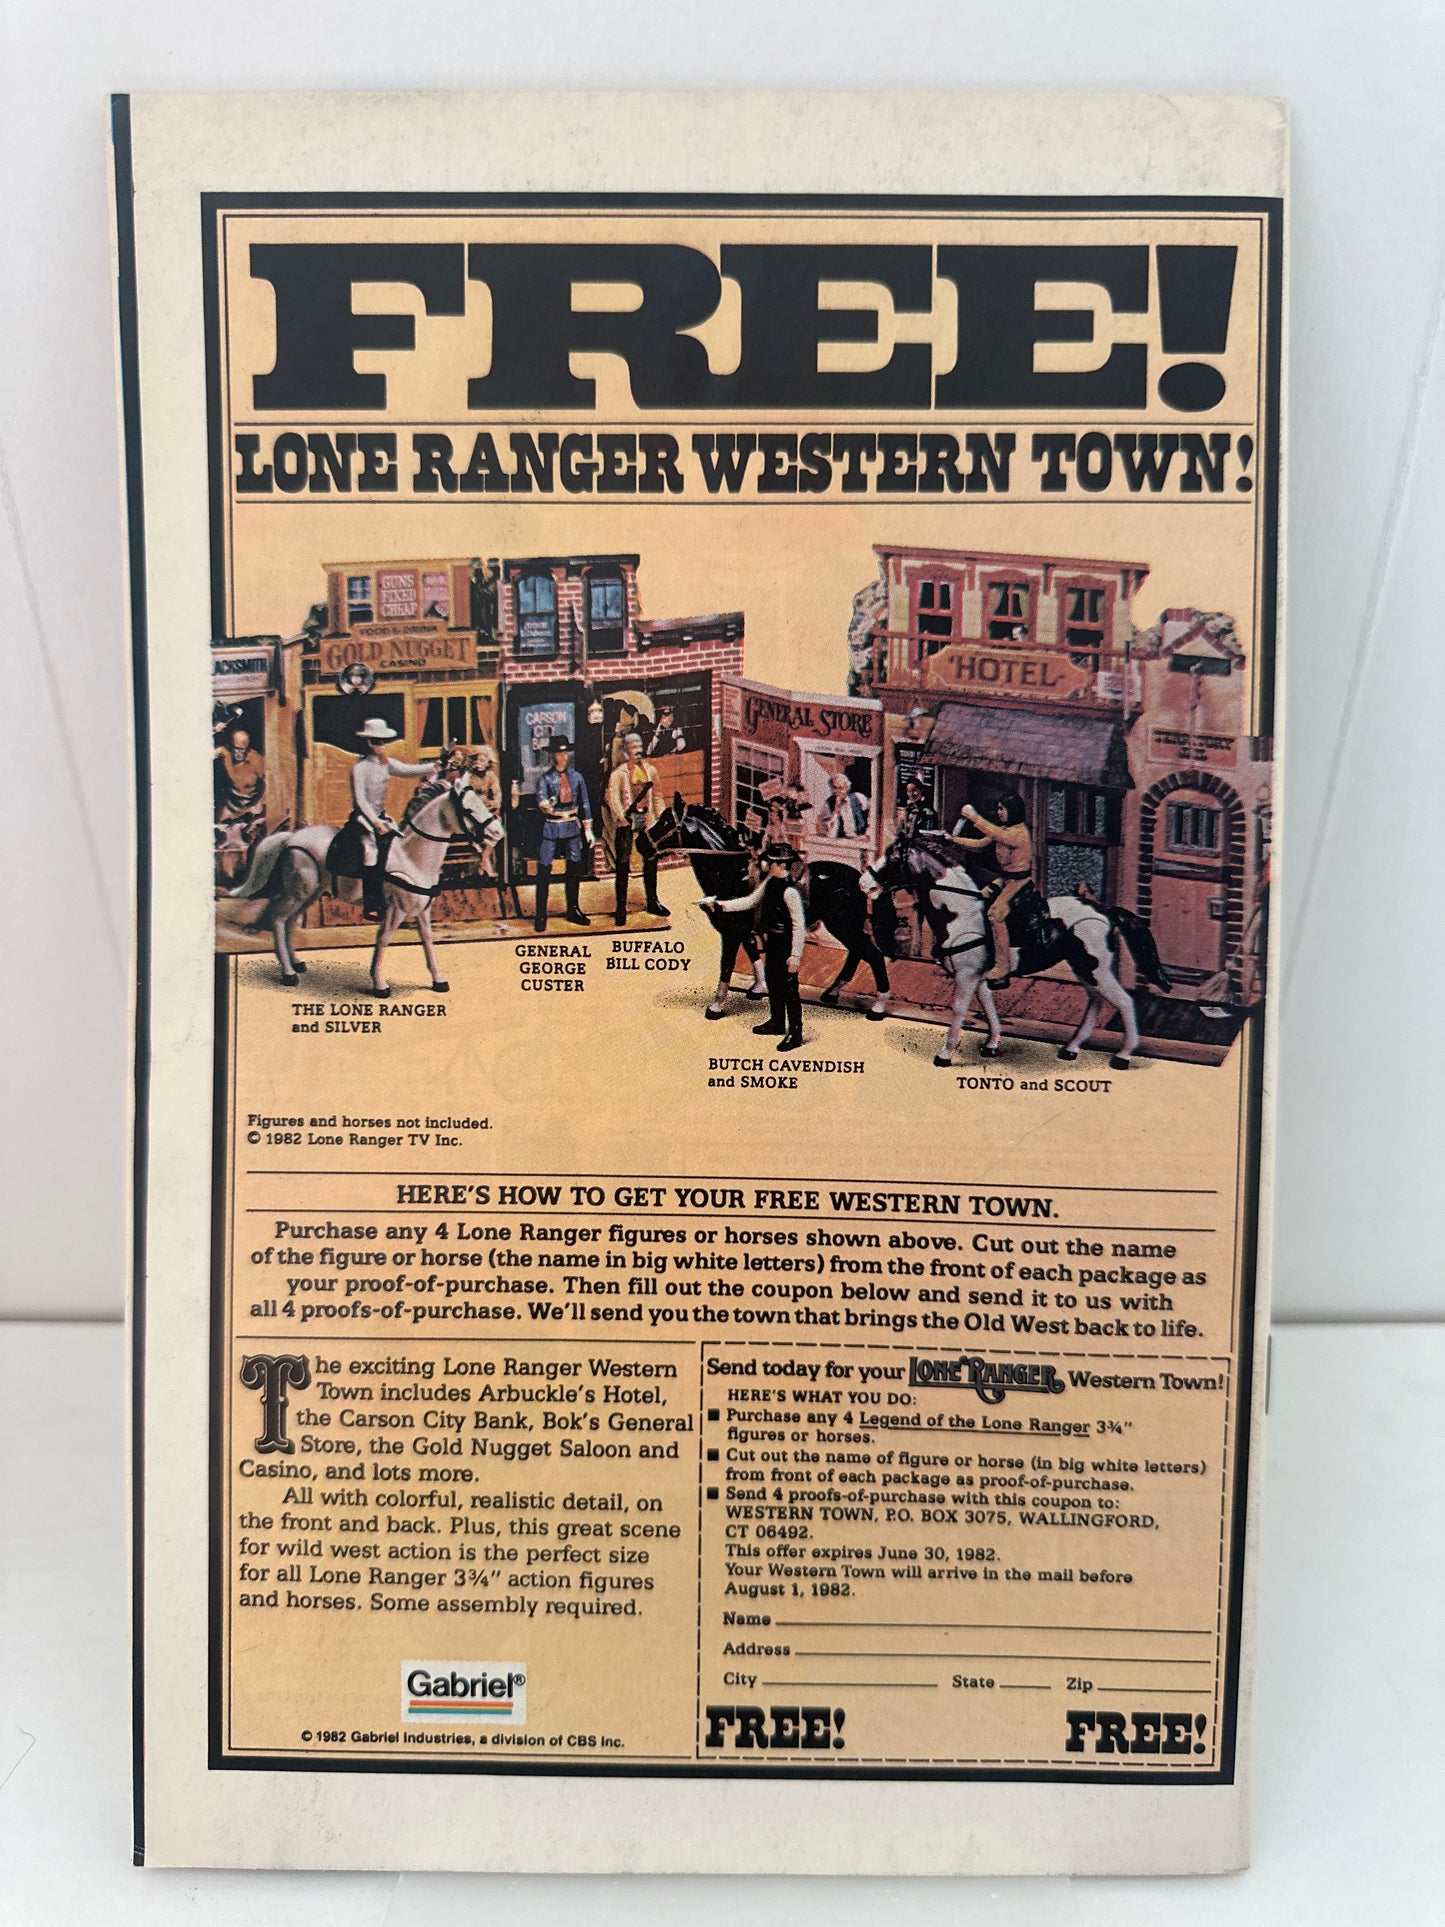 FREE!
LONE RANGER WESTERN TOWN!
GUNS
FIXED
CHEAP
FOOD & DRINK
GOLD NUGGET
CASINO
ACKSMITH
CARSON
CITY
GENERAL STORE
HOTEL
GENERAL
GEORGE
CUSTER
BUFFALO
BILL CODY
THE LONE RANGER
and SILVER
BUTCH CAVENDISH
and SMOKE
TONTO and SCOUT
Figures and horses not included.
© 1982 Lone Ranger TV Inc.
HERE'S HOW TO GET YOUR FREE WESTERN TOWN.
Purchase any 4 Lone Ranger figures or horses shown above. Cut out the name
of the figure or horse (the name in big white letters) from the front of each package as
your proof-of-purchase. Then fill out the coupon below and send it to us with
all 4 proofs-of-purchase. We'll send you the town that brings the Old West back to life.
The exciting Lone Ranger Western
Town includes Arbuckle's Hotel,
the Carson City Bank, Bok's General
Store, the Gold Nugget Saloon and
Casino, and lots more.
All with colorful, realistic detail, on
the front and back. Plus, this great scene
for wild west action is the perfect size
for all Lone Ranger 3¾" action figures
and horses. Some assembly required.
Gabriel®
© 1982 Gabriel Industries, a division of CBS Inc.
Send today for your LONE RANGER Western Town!
HERE'S WHAT YOU DO:
■ Purchase any 4 Legend of the Lone Ranger 3¾"
figures or horses.
■ Cut out the name of figure or horse (in big white letters)
from front of each package as proof-of-purchase.
■ Send 4 proofs-of-purchase with this coupon to:
WESTERN TOWN, P.O. BOX 3075, WALLINGFORD,
CT 06492.
This offer expires June 30, 1982.
Your Western Town will arrive in the mail before
August 1, 1982.
Name
Address
City State Zip
FREE! FREE!